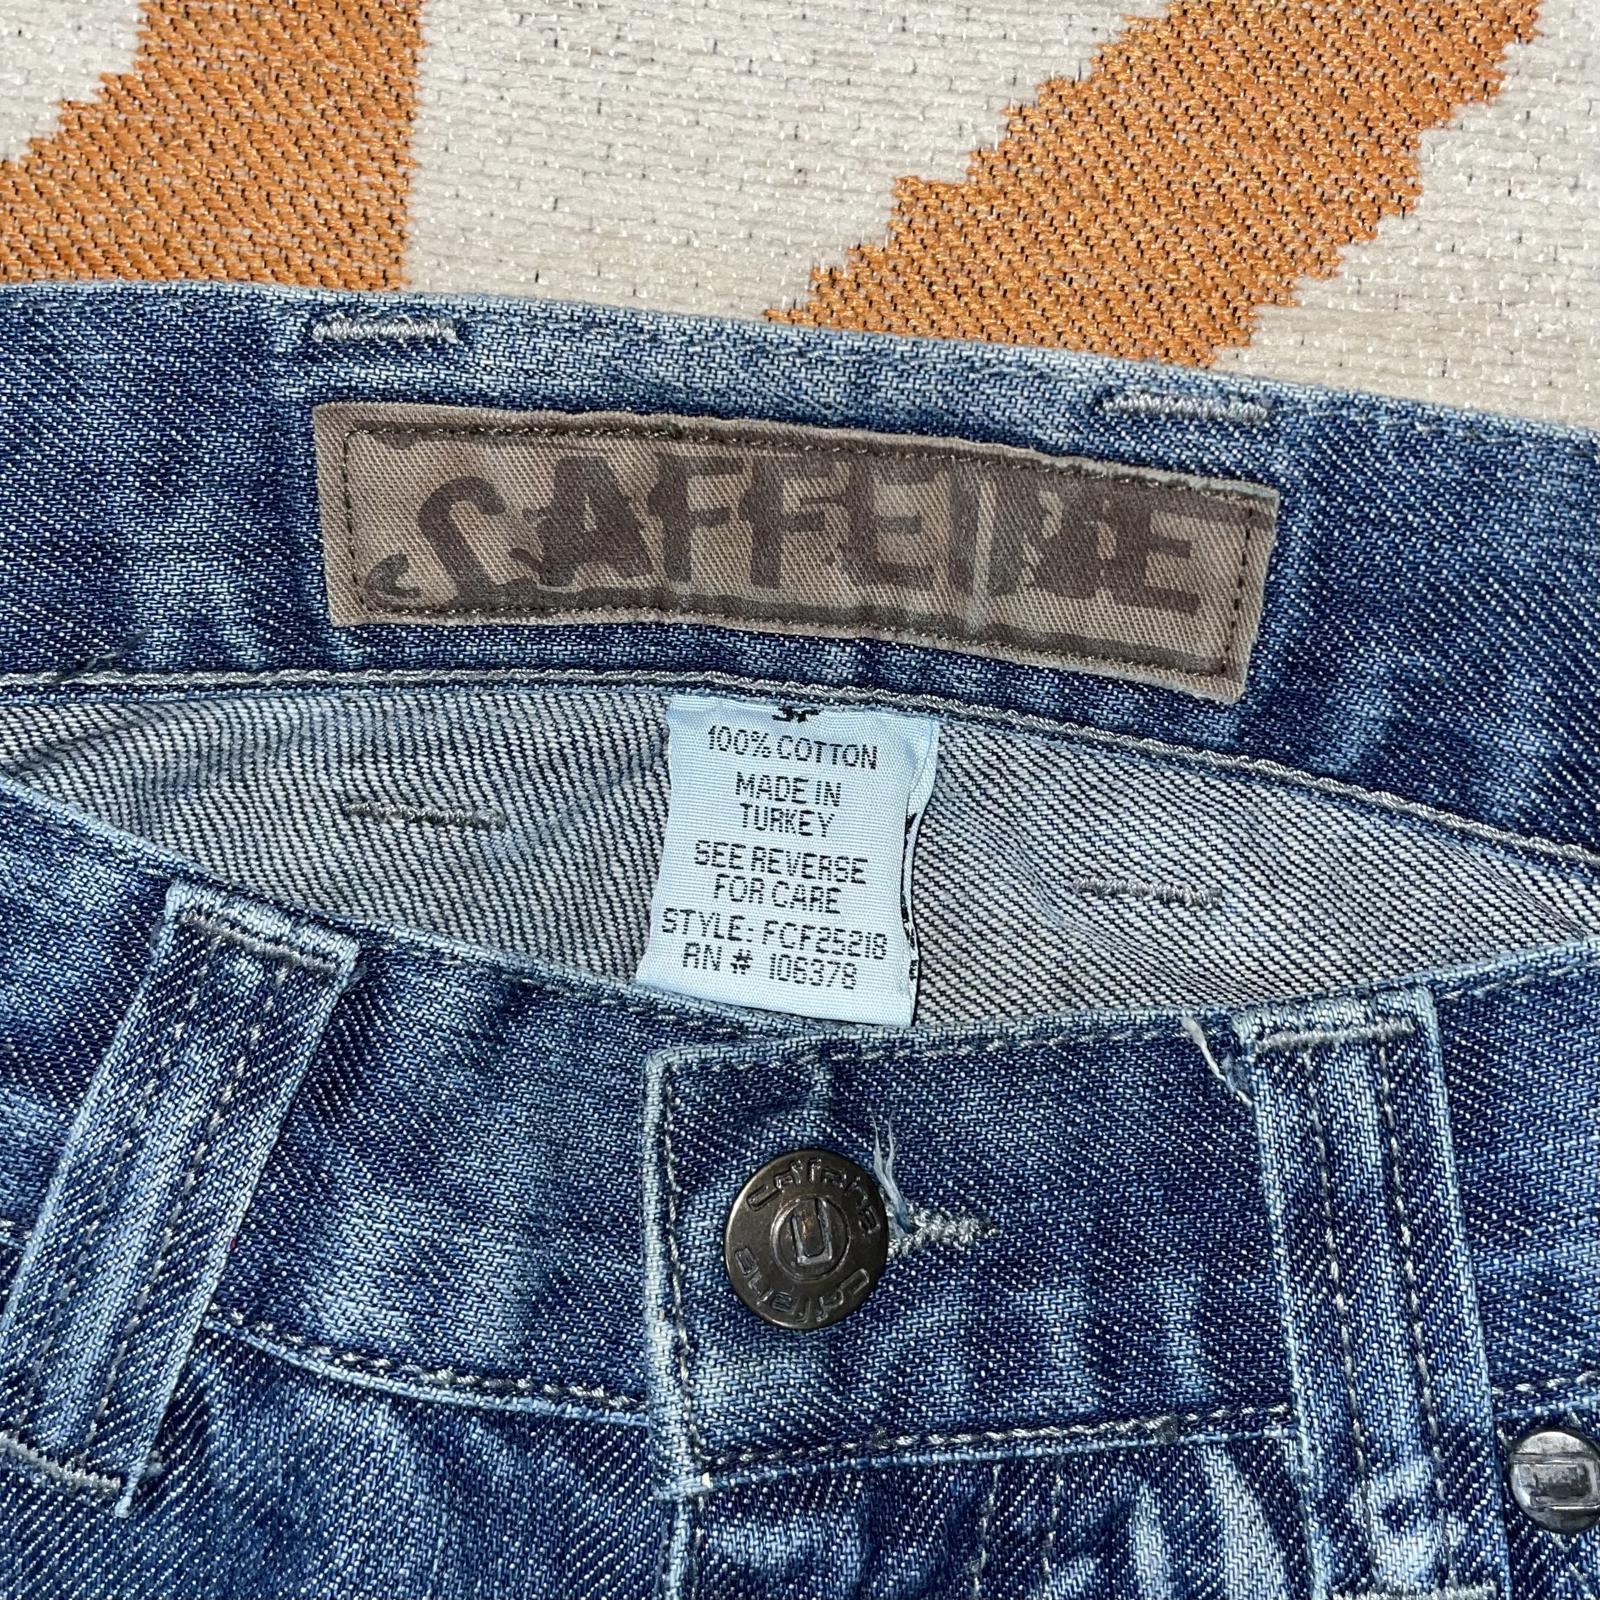 CAFFEINE
100% COTTON
MADE IN
TURKEY
SEE REVERSE
FOR CARE
STYLE: FCF25218
RN # 106378